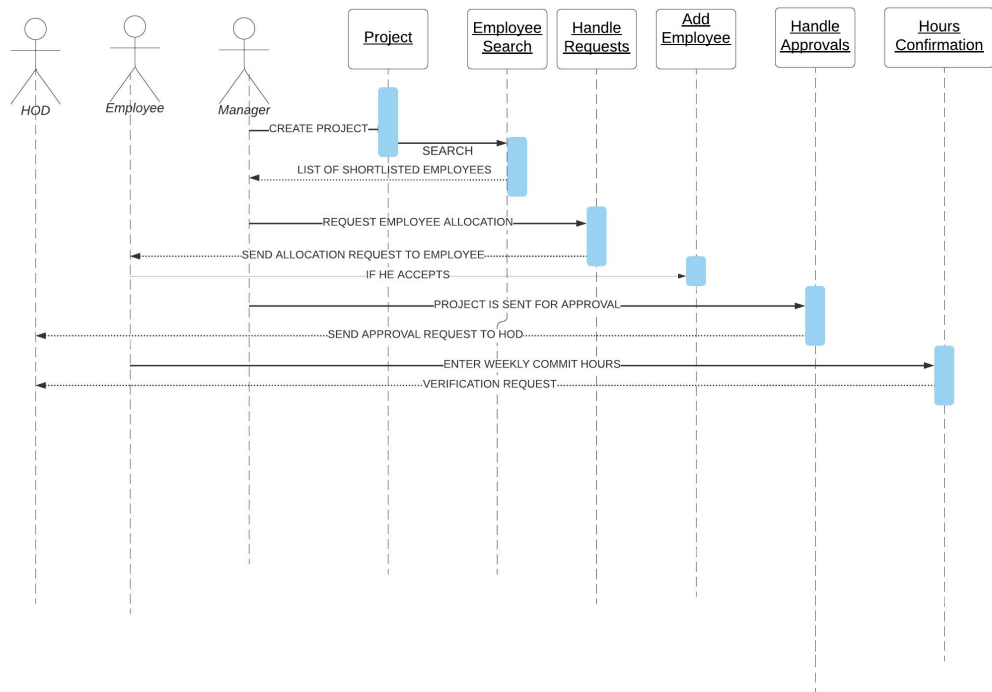 Project
Employee
Search
Handle
Requests
Add
Employee
Handle
Approvals
Hours
Confirmation
HOD
Employee
Manager
CREATE PROJECT
SEARCH
LIST OF SHORTLISTED EMPLOYEES
REQUEST EMPLOYEE ALLOCATION
SEND ALLOCATION REQUEST TO EMPLOYEE
IF HE ACCEPTS
PROJECT IS SENT FOR APPROVAL
SEND APPROVAL REQUEST TO HOD
ENTER WEEKLY COMMIT HOURS
VERIFICATION REQUEST